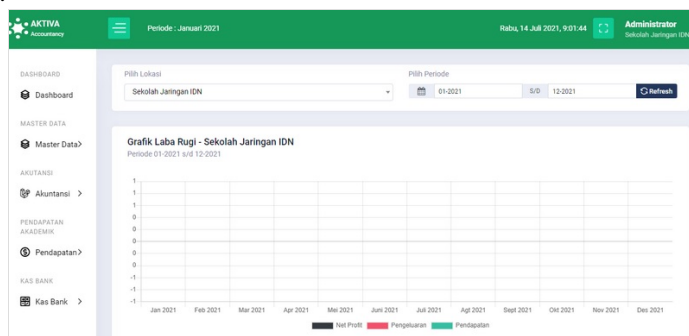 AKTIVA
Accountancy
Periode : Januari 2021
Rabu, 14 Juli 2021, 9:01:44
Administrator
Sekolah Jaringan IDN
DASHBOARD
Dashboard
MASTER DATA
Master Data
AKUTANSI
Akuntansi
PENDAPATAN
AKADEMIK
Pendapatan
KAS BANK
Kas Bank
Pilih Lokasi
Sekolah Jaringan IDN
Pilih Periode
01-2021 S/D 12-2021
Refresh
Grafik Laba Rugi - Sekolah Jaringan IDN
Periode 01-2021 s/d 12-2021
1
1
1
0
0
0
0
0
-1
-1
-1
Jan 2021 Feb 2021 Mar 2021 Apr 2021 Mei 2021 Juni 2021 Juli 2021 Agt 2021 Sept 2021 Okt 2021 Nov 2021 Des 2021
Net Profit Pengeluaran Pendapatan